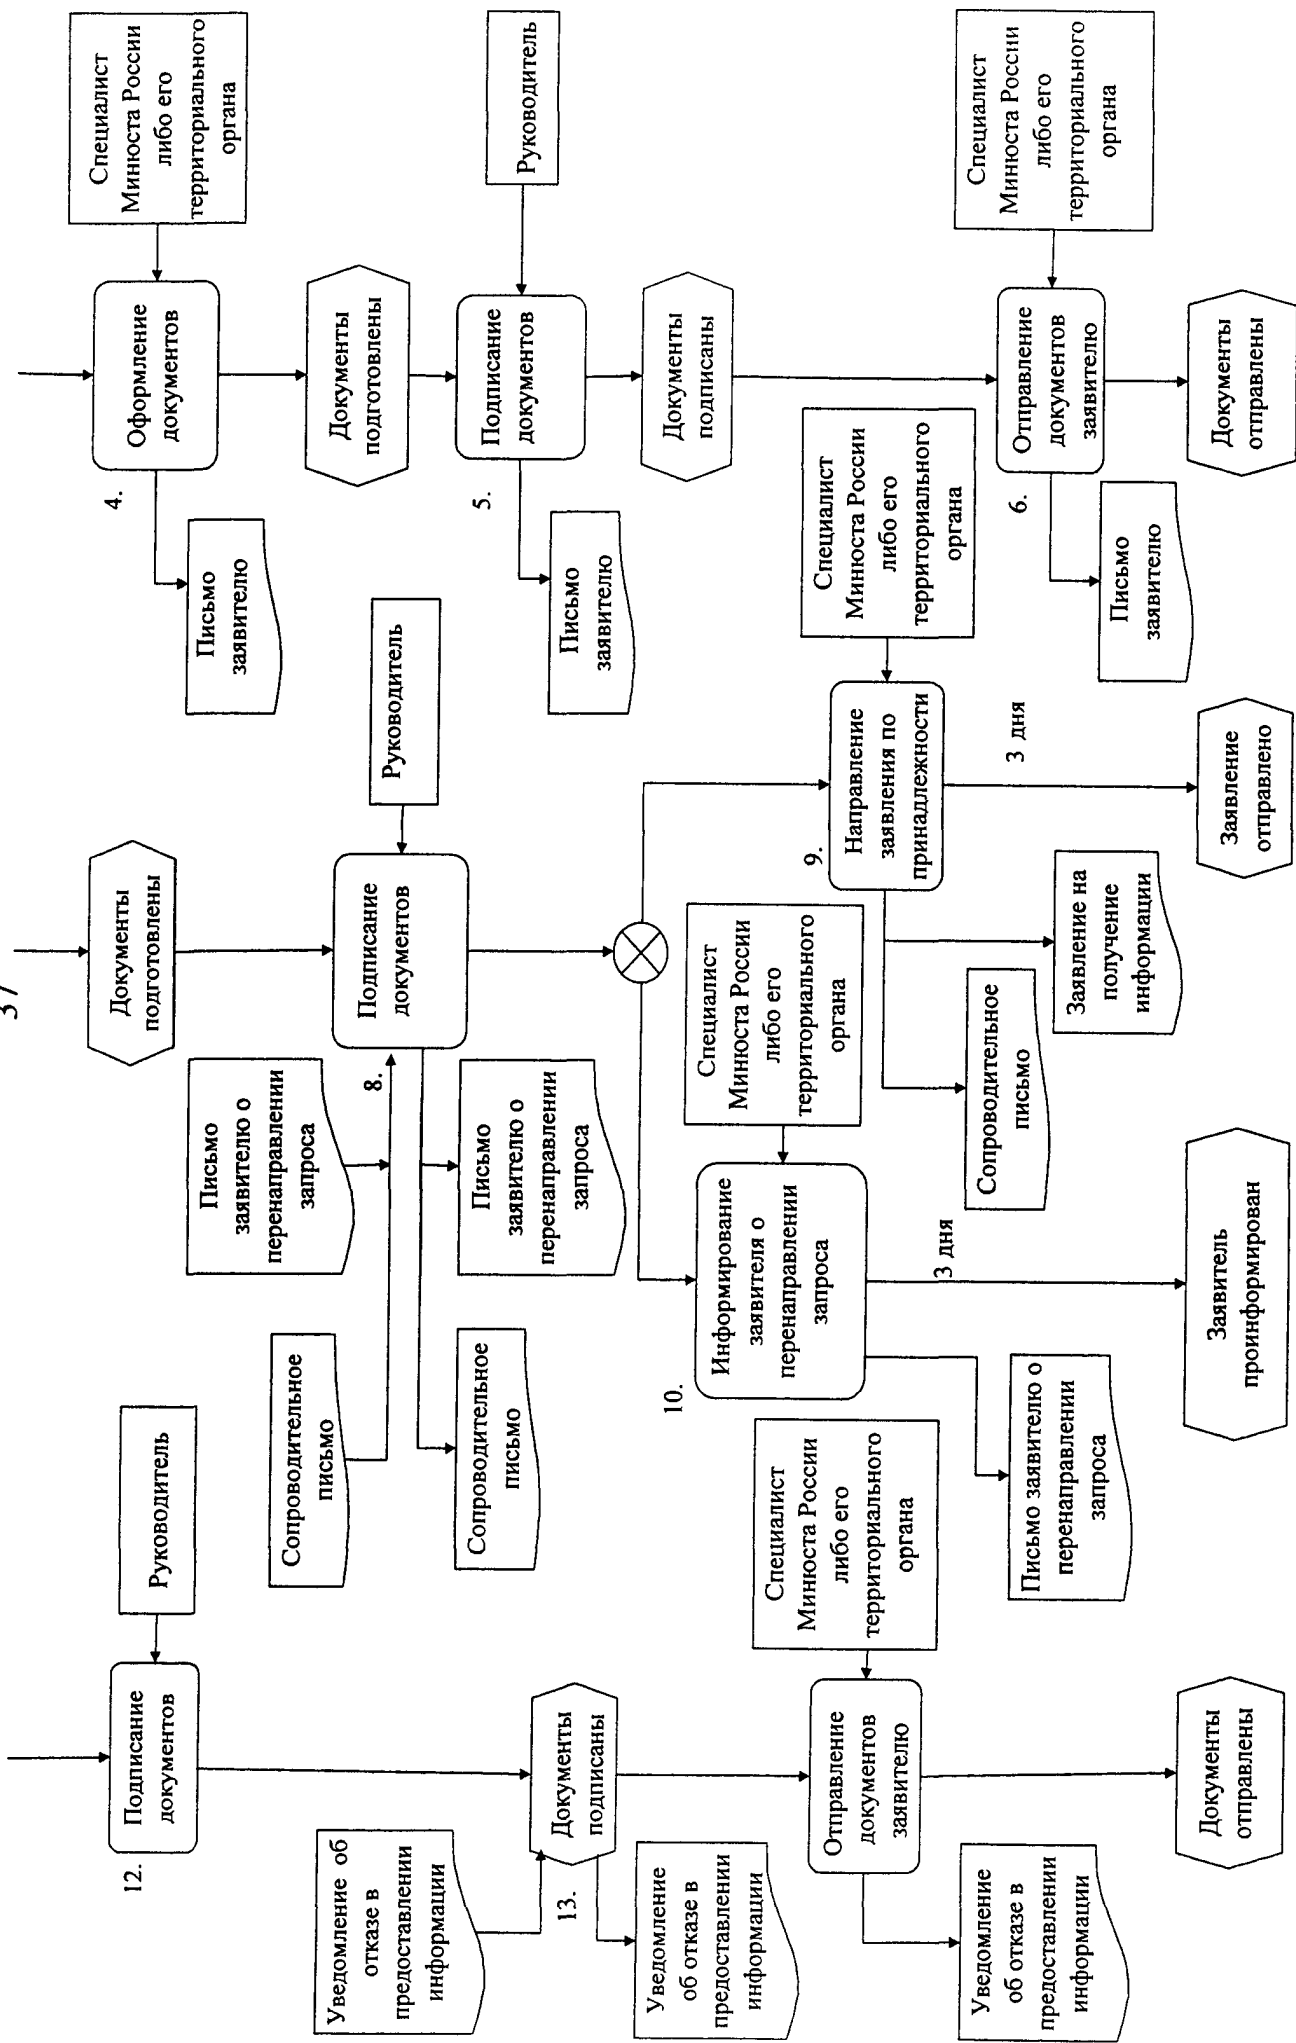 37
12.
Подписание
документов
Руководитель
Уведомление об
отказе в
предоставлении
информации
13.
Документы
подписаны
Уведомление
об отказе в
предоставлении
информации
Специалист
Минюста России
либо его
территориального
органа
Отправление
документов
заявителю
Уведомление
об отказе в
предоставлении
информации
Документы
отправлены
Документы
подготовлены
Письмо
заявителю о
перенаправлении
запроса
Сопроводительное
письмо
8.
Подписание
документов
Руководитель
Письмо
заявителю о
перенаправлении
запроса
Сопроводительное
письмо
10.
Информирование
заявителя о
перенаправлении
запроса
Специалист
Минюста России
либо его
территориального
органа
3 дня
Письмо заявителю о
перенаправлении
запроса
Заявитель
проинформирован
9.
Направление
заявления по
принадлежности
Специалист
Минюста России
либо его
территориального
органа
3 дня
Сопроводительное
письмо
Заявление на
получение
информации
Заявление
отправлено
4.
Оформление
документов
Специалист
Минюста России
либо его
территориального
органа
Письмо
заявителю
Документы
подготовлены
5.
Подписание
документов
Руководитель
Письмо
заявителю
Документы
подписаны
6.
Отправление
документов
заявителю
Специалист
Минюста России
либо его
территориального
органа
Письмо
заявителю
Документы
отправлены